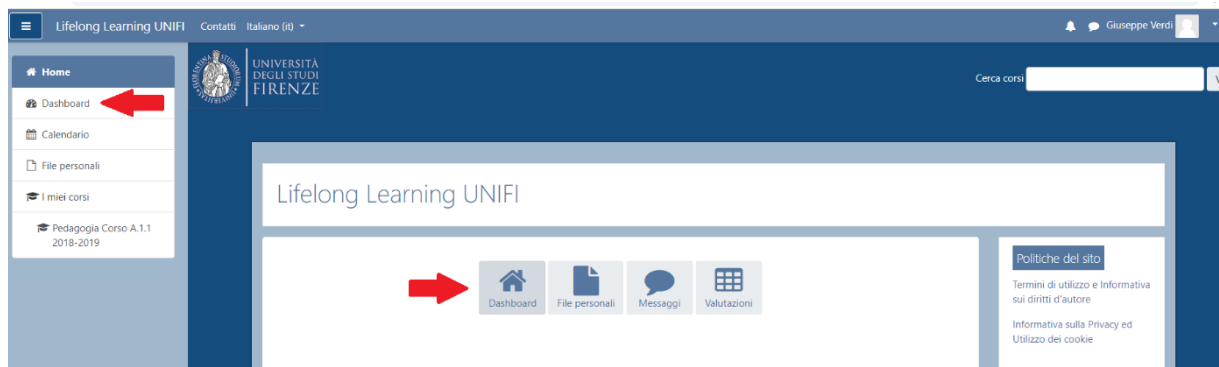 Lifelong Learning UNIFI Contatti Italiano (it) Giuseppe Verdi
Home
Dashboard
Calendario
File personali
I miei corsi
Pedagogia Corso A.1.1
2018-2019
UNIVERSITÀ
DEGLI STUDI
FIRENZE
Cerca corsi
Lifelong Learning UNIFI
Dashboard
File personali
Messaggi
Valutazioni
Politiche del sito
Termini di utilizzo e Informativa
sui diritti d'autore
Informativa sulla Privacy ed
Utilizzo dei cookie